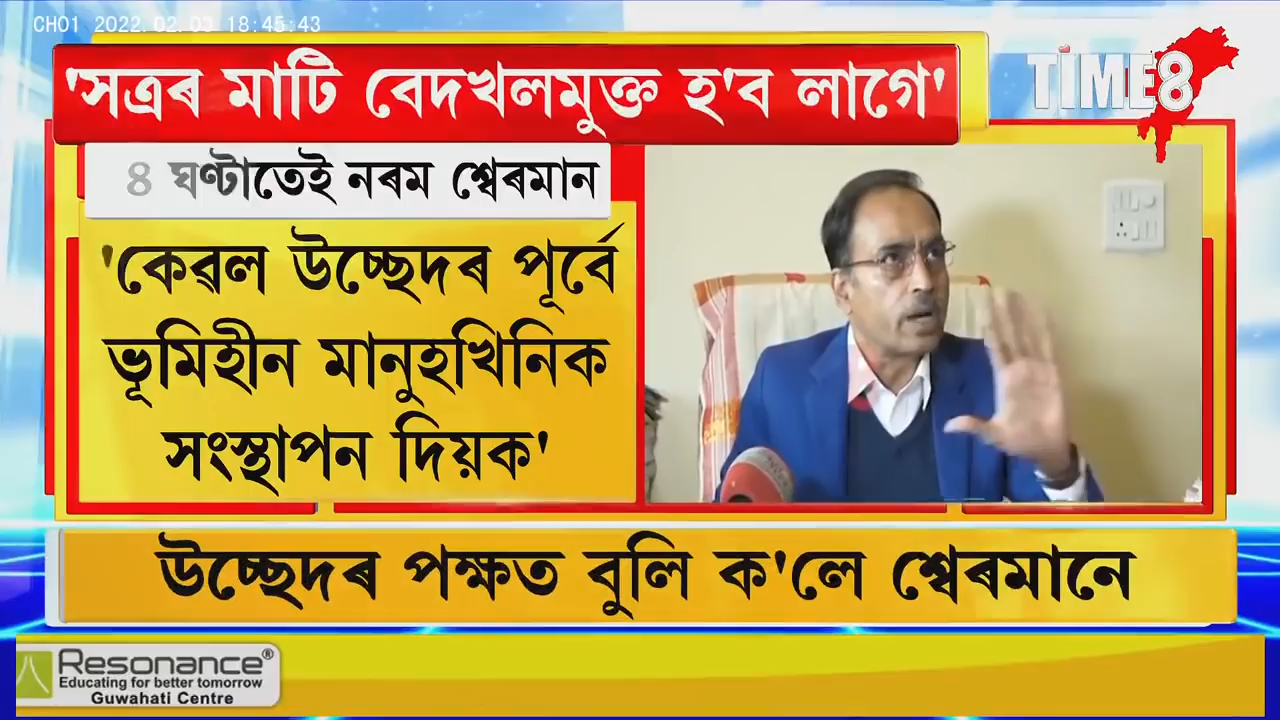 CH01 2022.02.03 18:45:43
'সত্ৰৰ মাটি বেদখলমুক্ত হ'ব লাগে'
TIME8
8 ঘণ্টাতেই নৰম শ্বেৰমান
'কেৱল উচ্ছেদৰ পূৰ্বে
ভূমিহীন মানুহখিনিক
সংস্থাপন দিয়ক'
উচ্ছেদৰ পক্ষত বুলি ক'লে শ্বেৰমানে
Resonance®
Educating for better tomorrow
Guwahati Centre